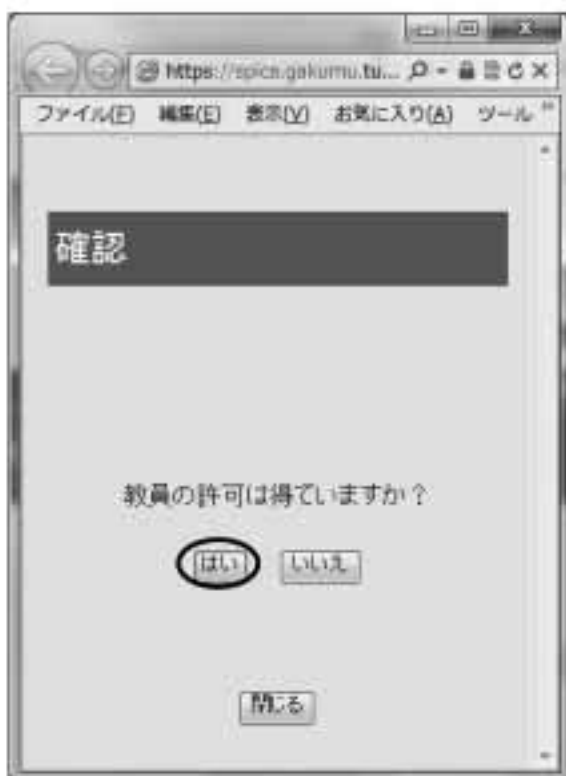 https://spica.gakumu.tu...
ファイル(F) 編集(E) 表示(V) お気に入り(A) ツール
確認
教員の許可は得ていますか？
はい いいえ
閉じる